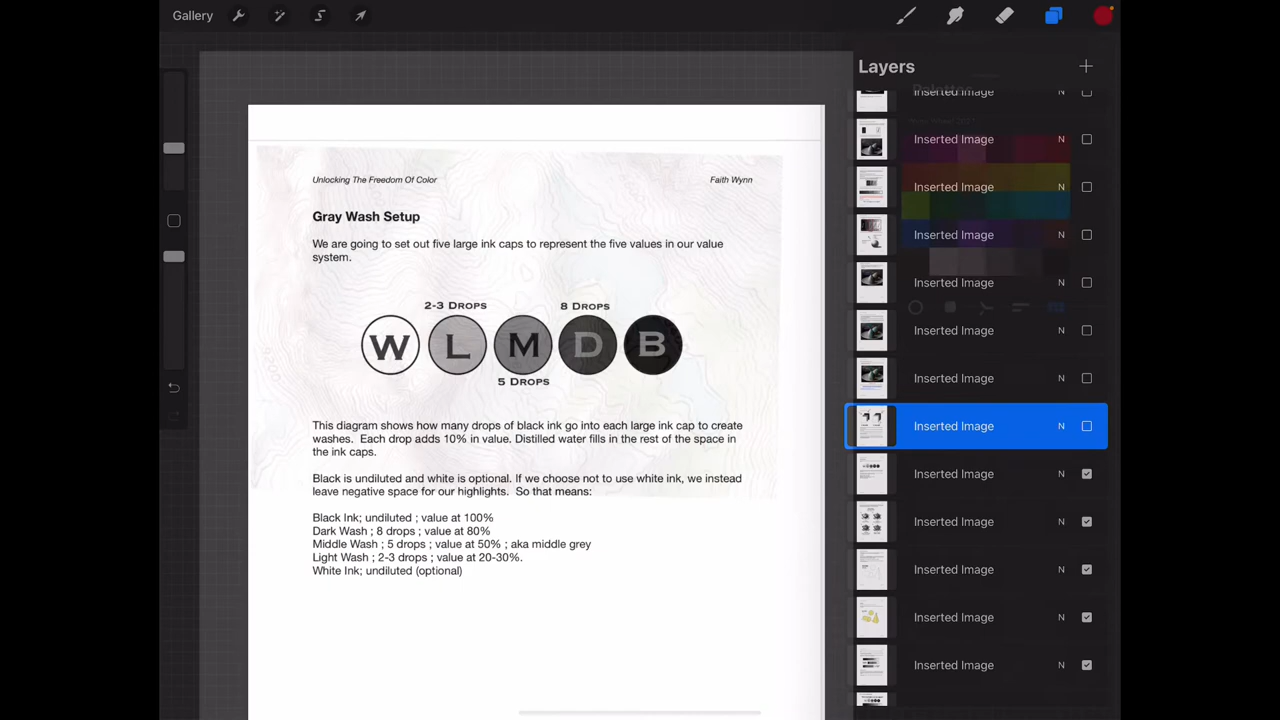 Gallery
Layers
Unlocking The Freedom Of Color
Faith Wynn
Gray Wash Setup
We are going to set out five large ink caps to represent the five values in our value
system.
2-3 DROPS
8 DROPS
W L M D B
5 DROPS
This diagram shows how many drops of black ink go into each large ink cap to create
washes. Each drop adds 10% in value. Distilled water fills in the rest of the space in
the ink caps.
Black is undiluted and white is optional. If we choose not to use white ink, we instead
leave negative space for our highlights. So that means:
Black Ink; undiluted ; value at 100%
Dark Wash ; 8 drops ; value at 80%
Middle Wash ; 5 drops ; value at 50% ; aka middle grey
Light Wash ; 2-3 drops ; value at 20-30%.
White Ink; undiluted (optional)
Inserted Image N
Inserted Image N
Inserted Image N
Inserted Image N
Inserted Image N
Inserted Image N
Inserted Image N
Inserted Image N
Inserted Image N
Inserted Image N
Inserted Image N
Inserted Image N
Inserted Image N